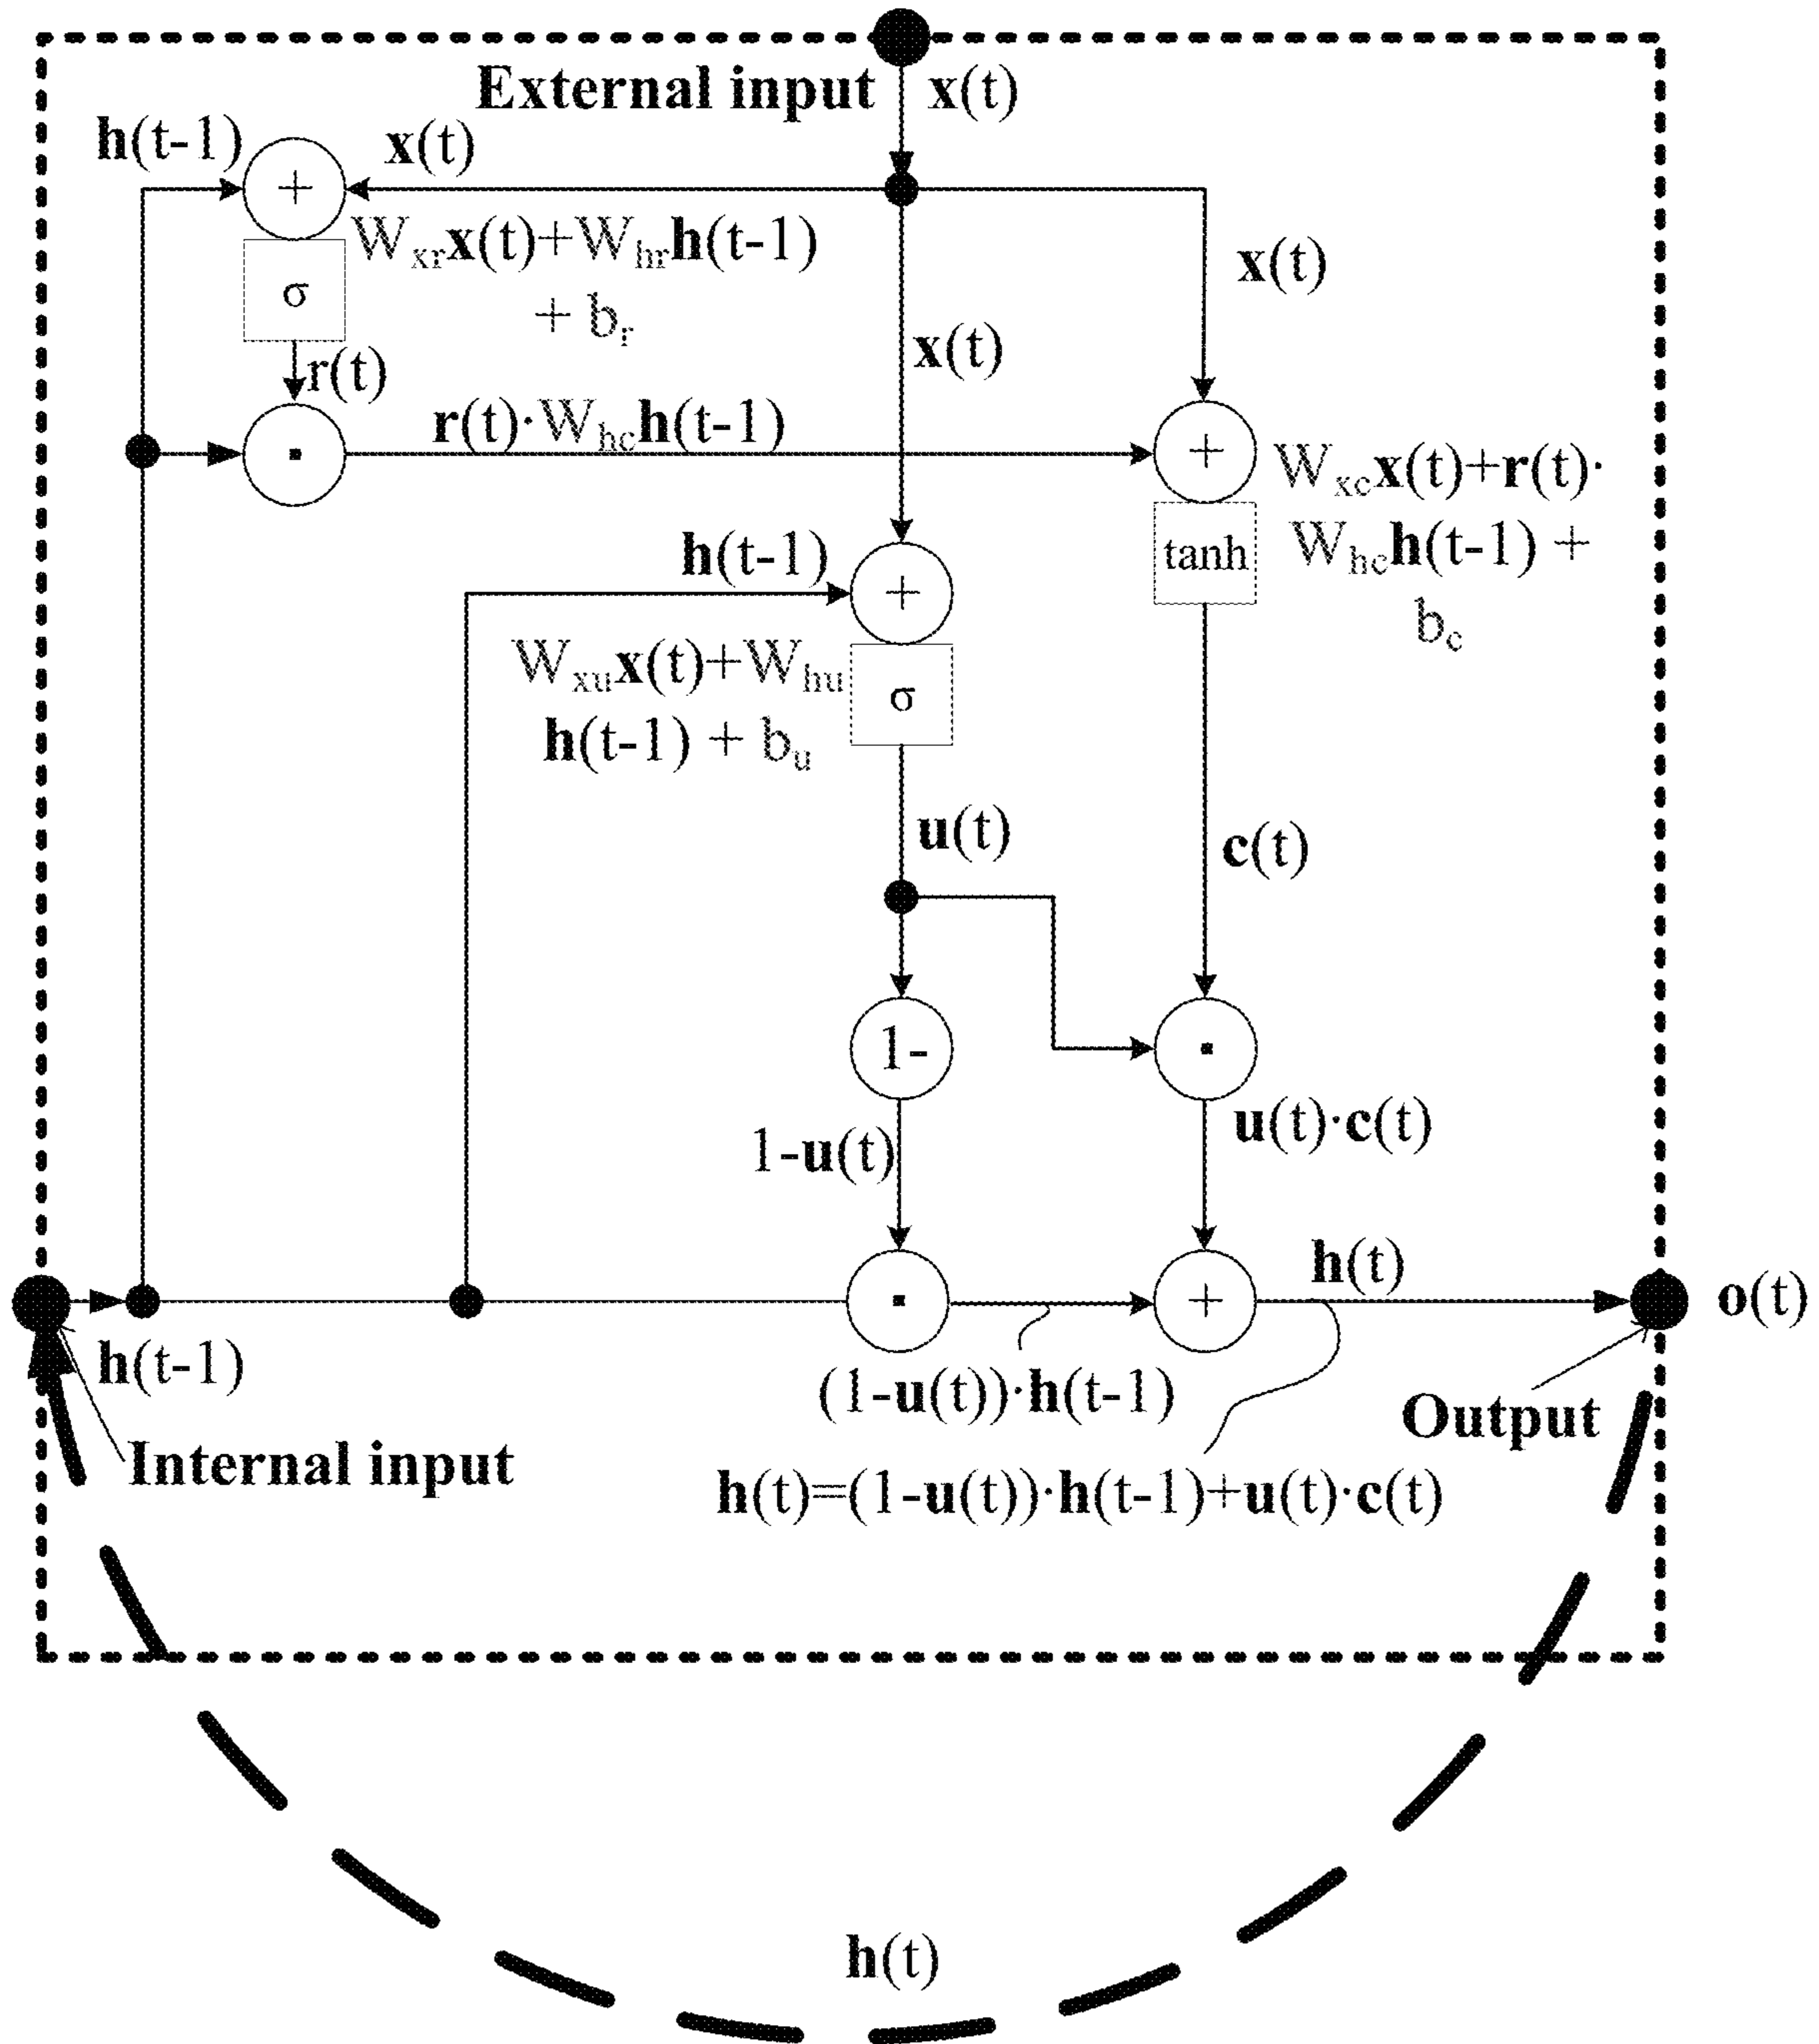 External input
x(t)
h(t-1)
x(t)
+
W_xr x(t)+W_hr h(t-1)
+ b_r
σ
x(t)
x(t)
r(t)
r(t)·W_hc h(t-1)
·
+
W_xc x(t)+r(t)·
W_hc h(t-1) +
b_c
tanh
h(t-1)
+
W_xu x(t)+W_hu
h(t-1) + b_u
σ
u(t)
c(t)
1-
·
1-u(t)
u(t)·c(t)
·
+
h(t)
o(t)
h(t-1)
(1-u(t))·h(t-1)
Output
Internal input
h(t)=(1-u(t))·h(t-1)+u(t)·c(t)
h(t)